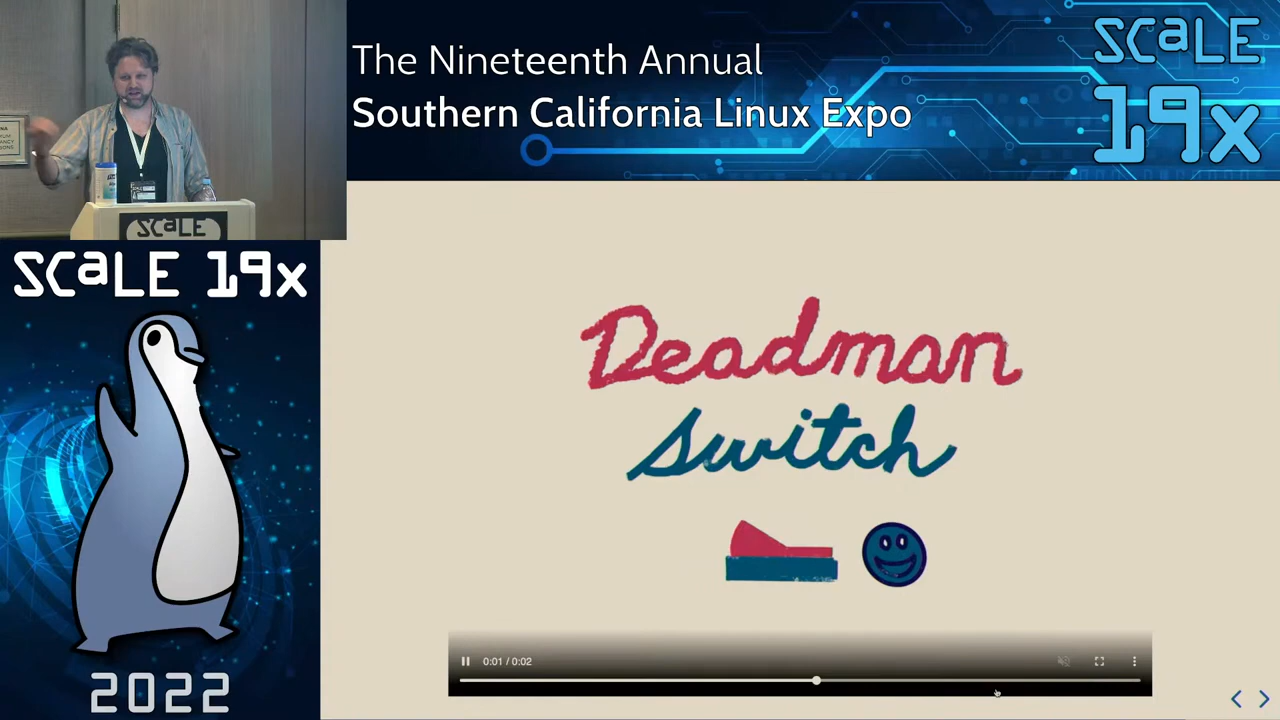 The Nineteenth Annual
Southern California Linux Expo
SCaLE
19x
SCaLE
SCaLE 19x
2022
Deadman
Switch
0:01 / 0:02